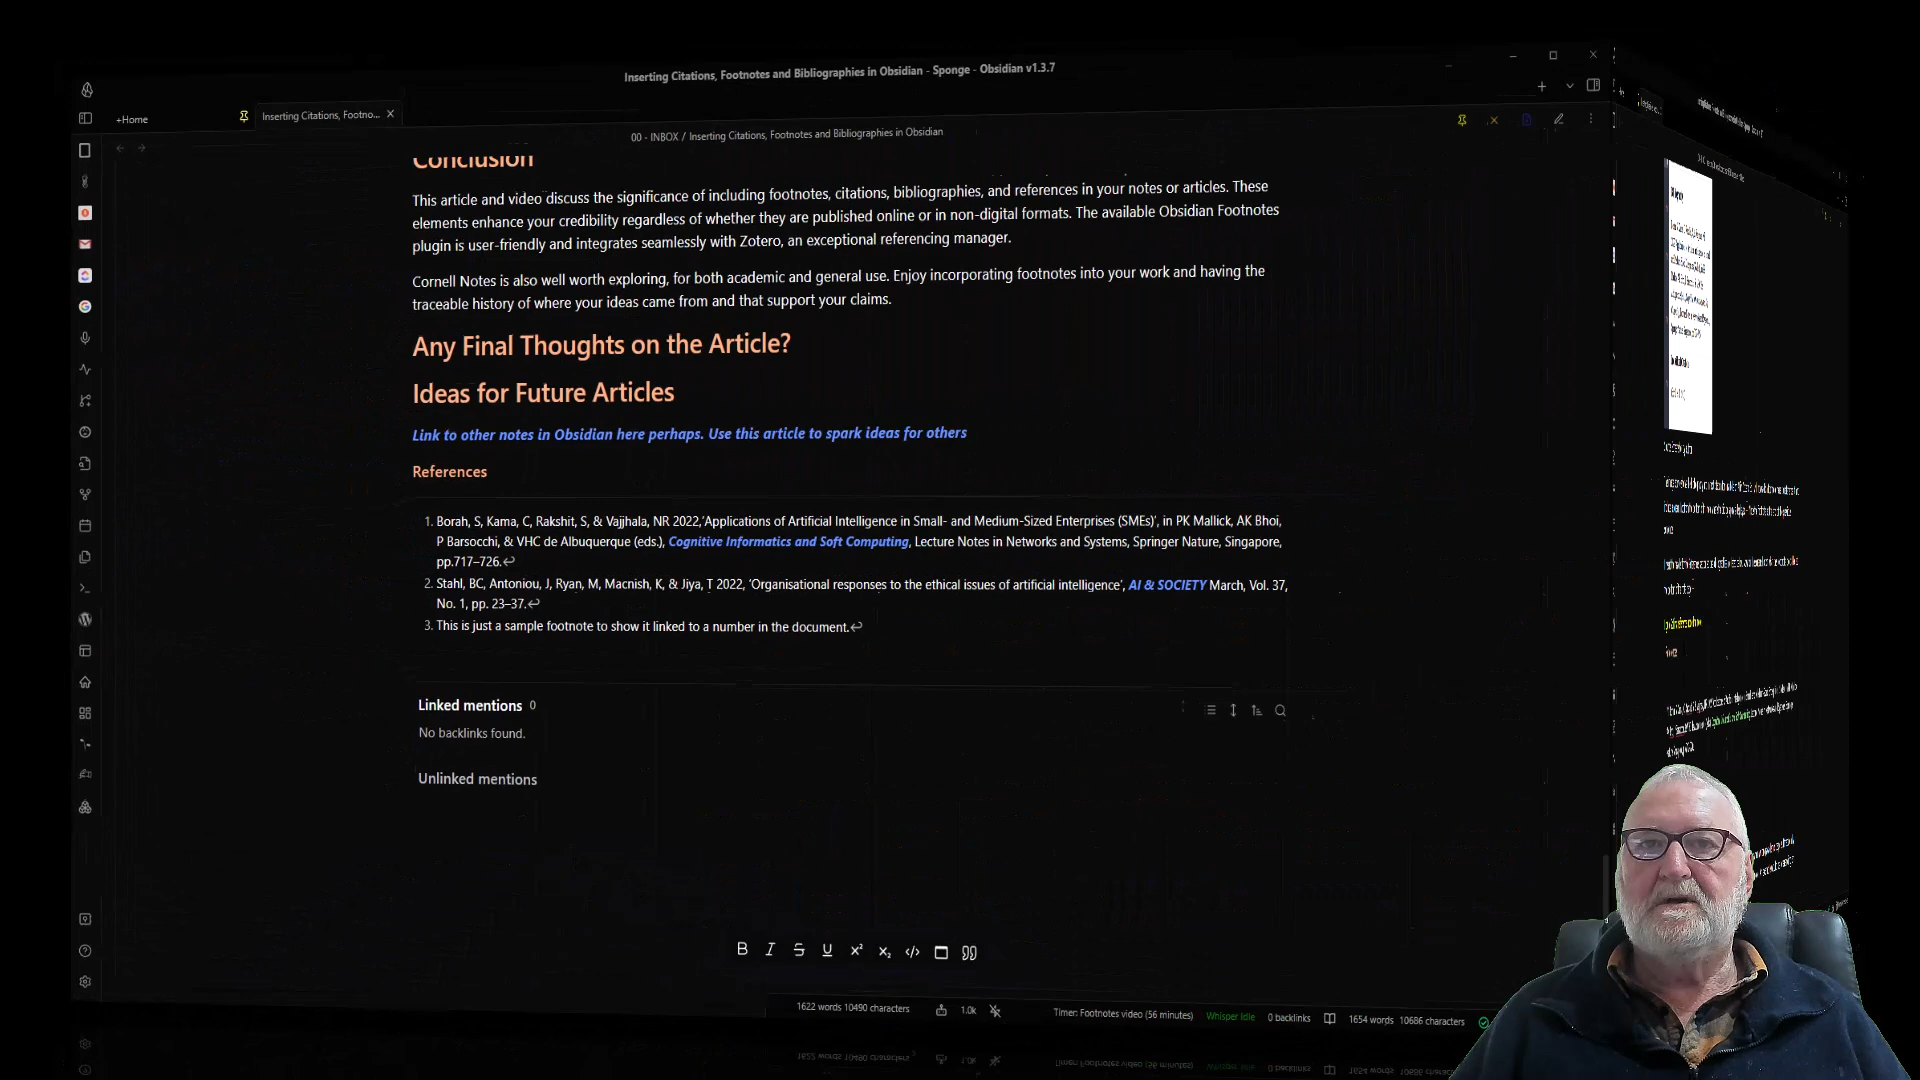 Inserting Citations, Footnotes and Bibliographies in Obsidian - Sponge - Obsidian v1.3.7
+Home
Inserting Citations, Footno...
00 - INBOX / Inserting Citations, Footnotes and Bibliographies in Obsidian
Conclusion
This article and video discuss the significance of including footnotes, citations, bibliographies, and references in your notes or articles. These
elements enhance your credibility regardless of whether they are published online or in non-digital formats. The available Obsidian Footnotes
plugin is user-friendly and integrates seamlessly with Zotero, an exceptional referencing manager.
Cornell Notes is also well worth exploring, for both academic and general use. Enjoy incorporating footnotes into your work and having the
traceable history of where your ideas came from and that support your claims.
Any Final Thoughts on the Article?
Ideas for Future Articles
Link to other notes in Obsidian here perhaps. Use this article to spark ideas for others
References
1. Borah, S, Kama, C, Rakshit, S, & Vajjhala, NR 2022,'Applications of Artificial Intelligence in Small- and Medium-Sized Enterprises (SMEs)', in PK Mallick, AK Bhoi,
P Barsocchi, & VHC de Albuquerque (eds.), Cognitive Informatics and Soft Computing, Lecture Notes in Networks and Systems, Springer Nature, Singapore,
pp.717–726.↩
2. Stahl, BC, Antoniou, J, Ryan, M, Macnish, K, & Jiya, T 2022, 'Organisational responses to the ethical issues of artificial intelligence', AI & SOCIETY March, Vol. 37,
No. 1, pp. 23–37.↩
3. This is just a sample footnote to show it linked to a number in the document.↩
Linked mentions 0
No backlinks found.
Unlinked mentions
1622 words 10490 characters 1.0k Timer: Footnotes video (56 minutes) Whisper Idle 0 backlinks 1654 words 10686 characters